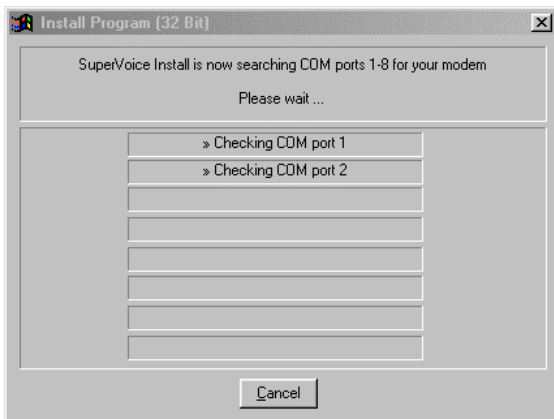 Install Program (32 Bit)
SuperVoice Install is now searching COM ports 1-8 for your modem
Please wait ...
» Checking COM port 1
» Checking COM port 2
Cancel